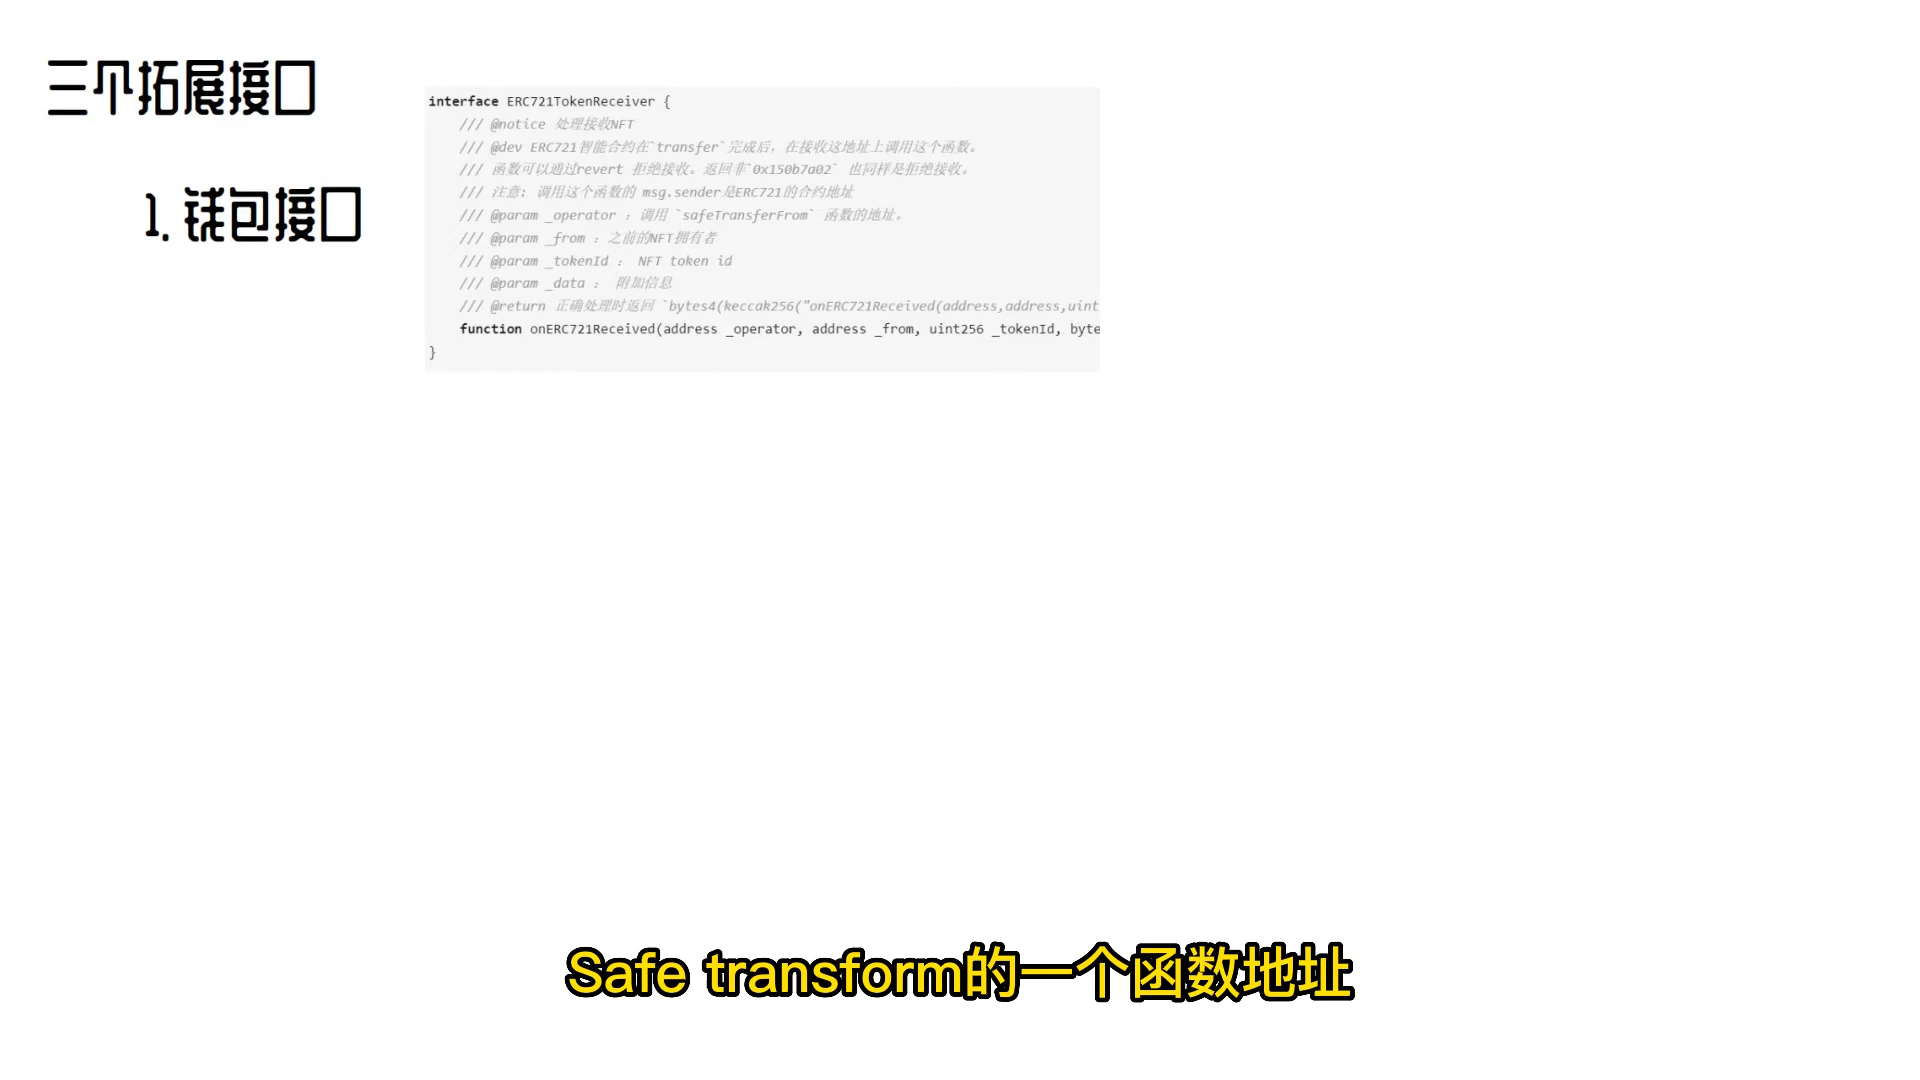 三个拓展接口
1. 钱包接口
interface ERC721TokenReceiver {
/// @notice 处理接收NFT
/// @dev ERC721智能合约在`transfer`完成后，在接收这地址上调用这个函数。
/// 函数可以通过revert 拒绝接收。返回非`0x150b7a02` 也同样是拒绝接收。
/// 注意: 调用这个函数的 msg.sender是ERC721的合约地址
/// @param _operator ：调用 `safeTransferFrom` 函数的地址。
/// @param _from ：之前的NFT拥有者
/// @param _tokenId ： NFT token id
/// @param _data ： 附加信息
/// @return 正确处理时返回 `bytes4(keccak256("onERC721Received(address,address,uint
function onERC721Received(address _operator, address _from, uint256 _tokenId, byte
}
Safe transform的一个函数地址